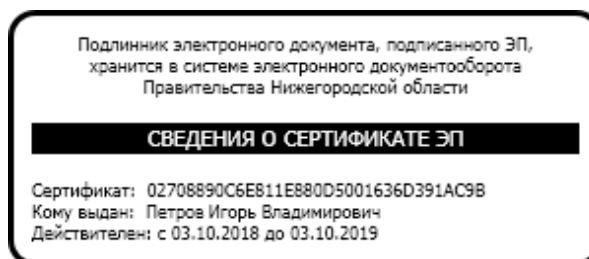 Подлинник электронного документа, подписанного ЭП,
хранится в системе электронного документооборота
Правительства Нижегородской области
СВЕДЕНИЯ О СЕРТИФИКАТЕ ЭП
Сертификат: 02708890C6E811E880D5001636D391AC9B
Кому выдан: Петров Игорь Владимирович
Действителен: с 03.10.2018 до 03.10.2019